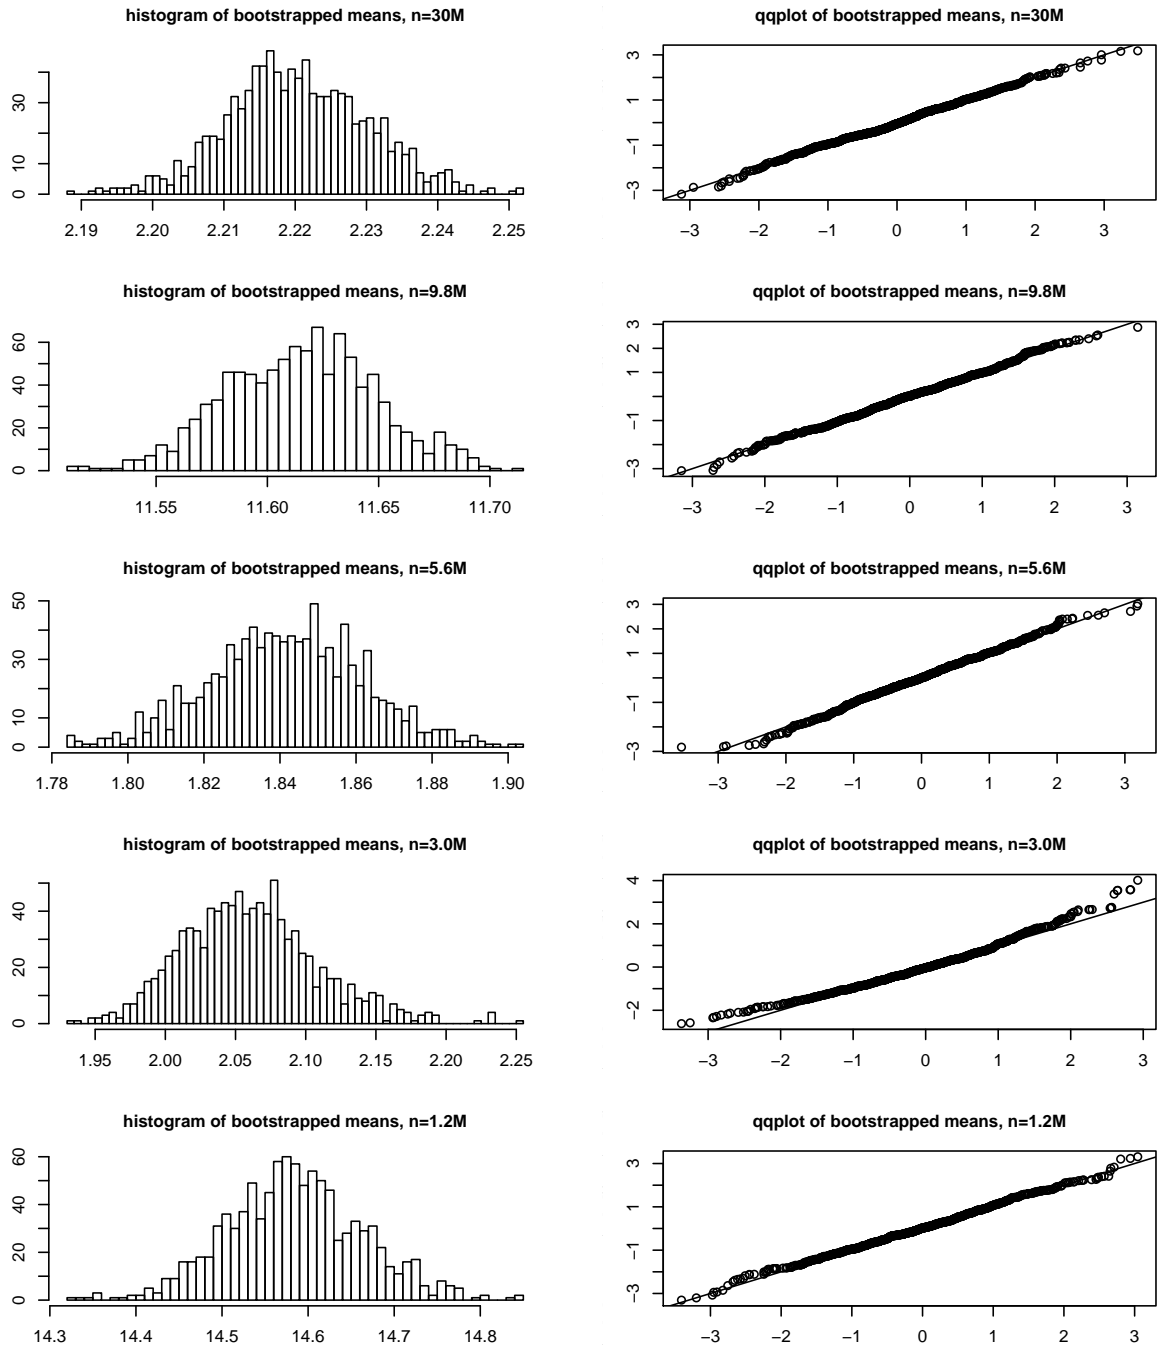 histogram of bootstrapped means, n=30M
0 10 30
2.19 2.20 2.21 2.22 2.23 2.24 2.25
qqplot of bootstrapped means, n=30M
−3 −1 1 3
−3 −2 −1 0 1 2 3
histogram of bootstrapped means, n=9.8M
0 20 40 60
11.55 11.60 11.65 11.70
qqplot of bootstrapped means, n=9.8M
−3 −1 1 2 3
−3 −2 −1 0 1 2 3
histogram of bootstrapped means, n=5.6M
0 10 30 50
1.78 1.80 1.82 1.84 1.86 1.88 1.90
qqplot of bootstrapped means, n=5.6M
−3 −1 1 2 3
−3 −2 −1 0 1 2 3
histogram of bootstrapped means, n=3.0M
0 20 40
1.95 2.00 2.05 2.10 2.15 2.20 2.25
qqplot of bootstrapped means, n=3.0M
−2 0 2 4
−3 −2 −1 0 1 2 3
histogram of bootstrapped means, n=1.2M
0 20 40 60
14.3 14.4 14.5 14.6 14.7 14.8
qqplot of bootstrapped means, n=1.2M
−3 −1 1 3
−3 −2 −1 0 1 2 3